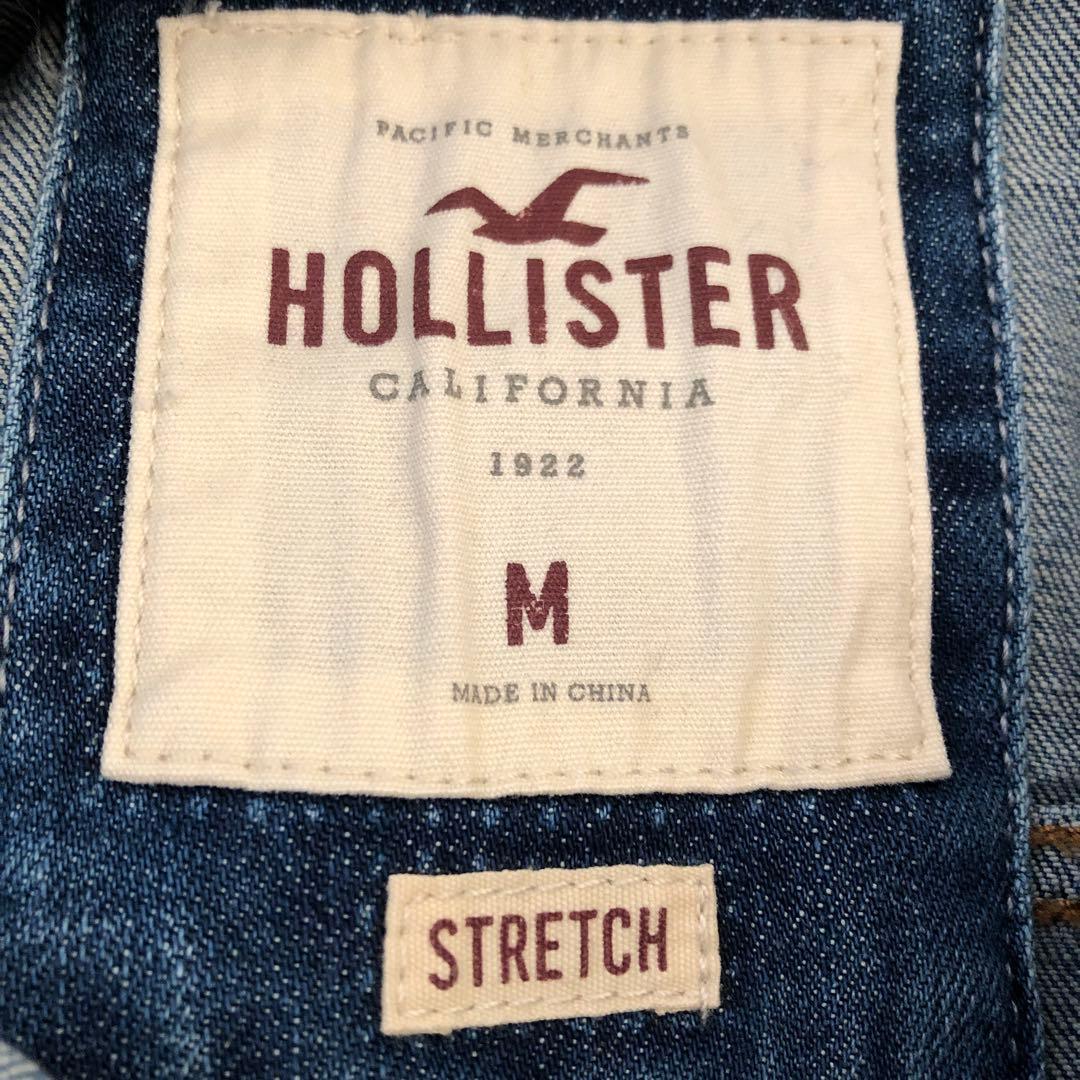 PACIFIC MERCHANTS
HOLLISTER
CALIFORNIA
1922
M
MADE IN CHINA
STRETCH